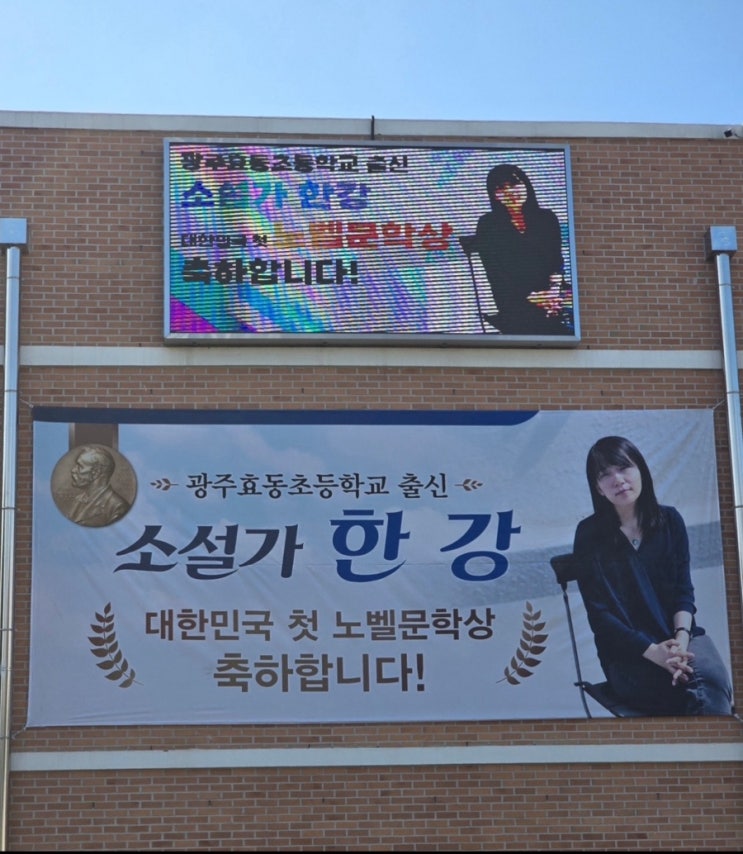 광주효동초등학교 출신
소설가 한강
대한민국 첫 노벨문학상
축하합니다!
광주효동초등학교 출신
소설가 한 강
대한민국 첫 노벨문학상
축하합니다!